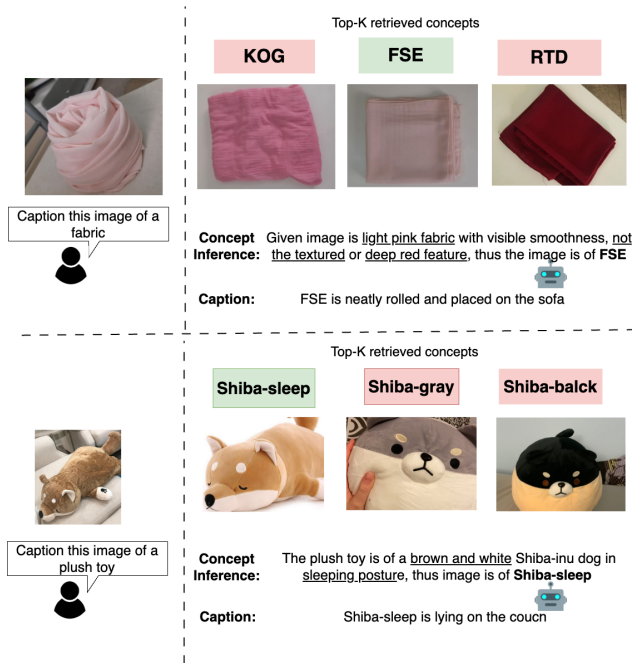 Top-K retrieved concepts
KOG
FSE
RTD
Caption this image of a
fabric
Concept Given image is light pink fabric with visible smoothness, not
Inference: the textured or deep red feature, thus the image is of FSE
Caption: FSE is neatly rolled and placed on the sofa
Top-K retrieved concepts
Shiba-sleep
Shiba-gray
Shiba-balck
Caption this image of a
plush toy
Concept The plush toy is of a brown and white Shiba-inu dog in
Inference: sleeping posture, thus image is of Shiba-sleep
Caption: Shiba-sleep is lying on the couch